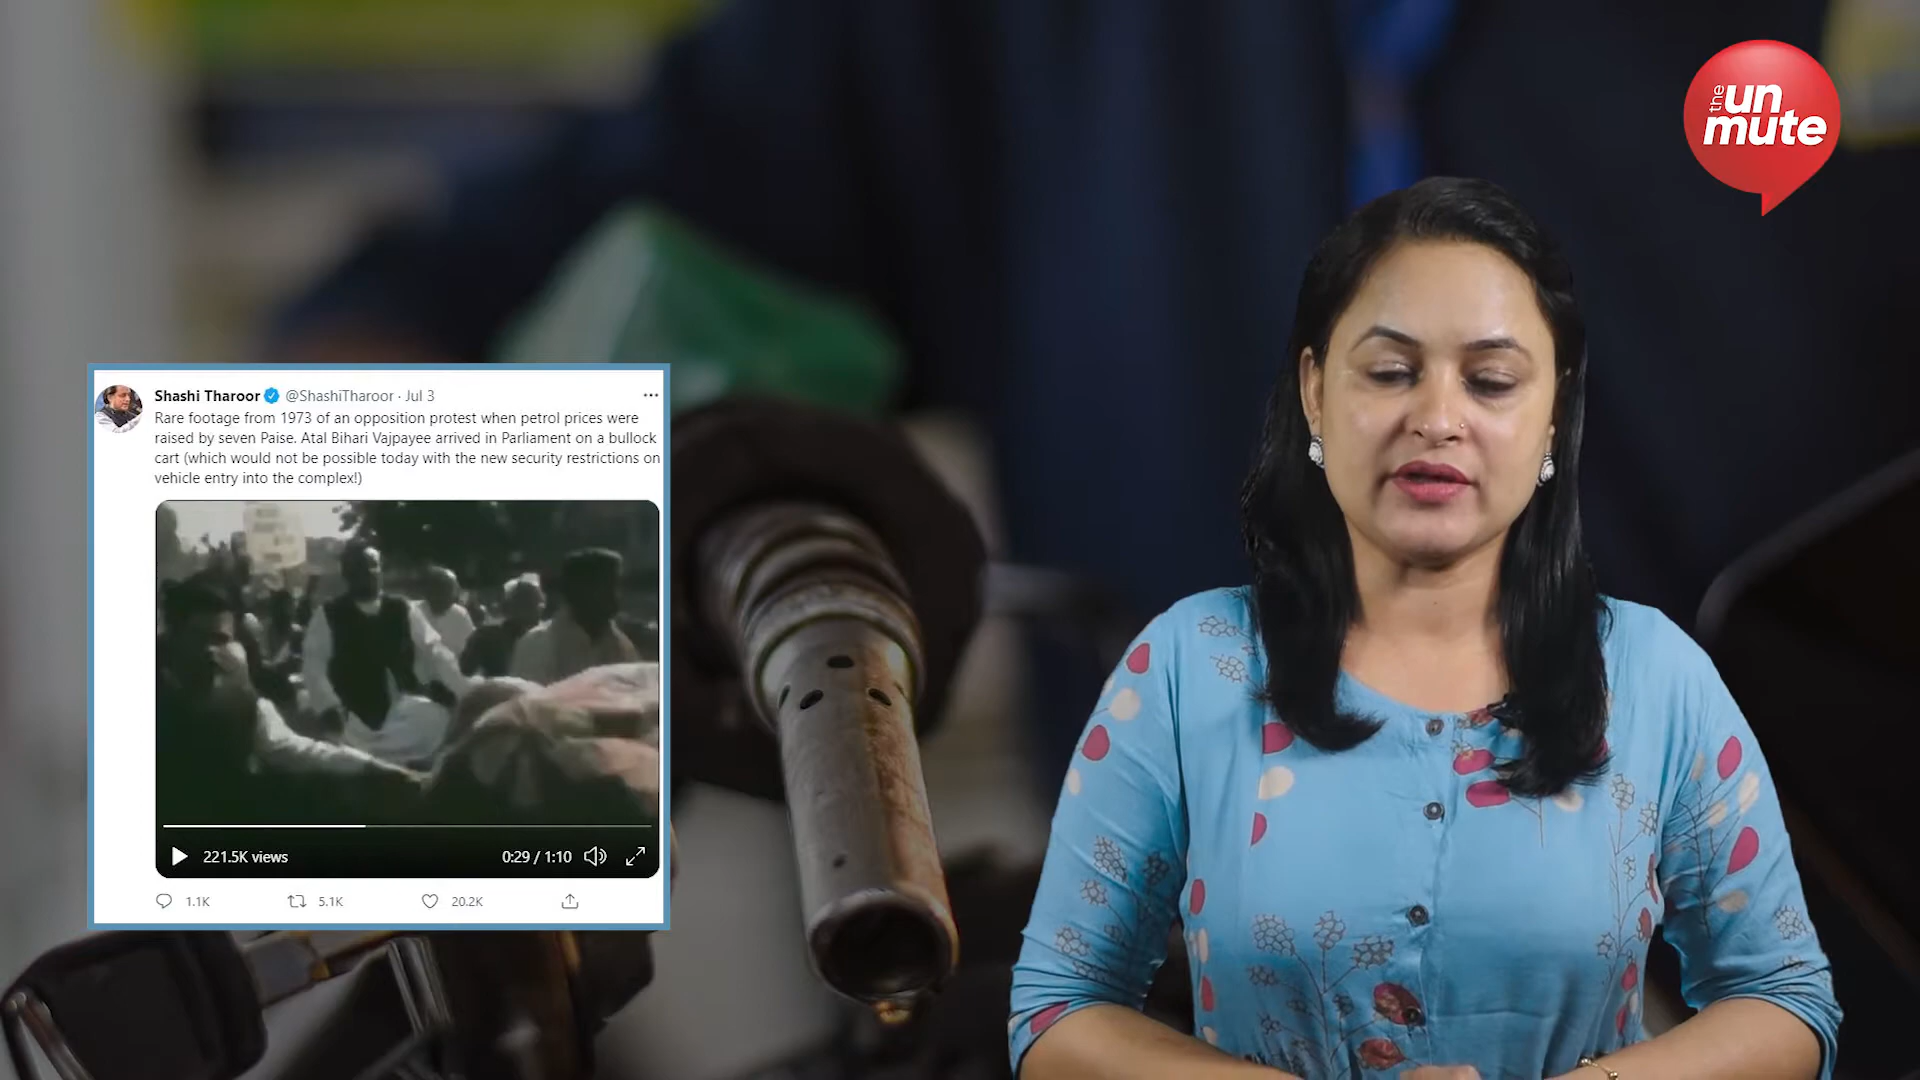 the
un
mute
Shashi Tharoor @ShashiTharoor · Jul 3
Rare footage from 1973 of an opposition protest when petrol prices were
raised by seven Paise. Atal Bihari Vajpayee arrived in Parliament on a bullock
cart (which would not be possible today with the new security restrictions on
vehicle entry into the complex!)
221.5K views
0:29 / 1:10
1.1K
5.1K
20.2K